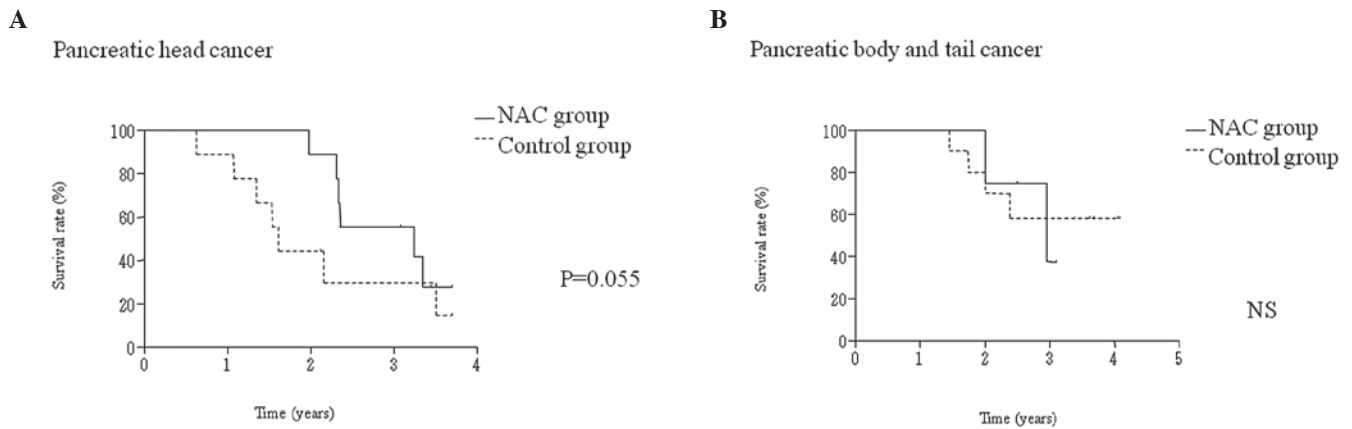 A
Pancreatic head cancer
NAC group
Control group
100
80
60
40
20
0
Survival rate (%)
0 1 2 3 4
Time (years)
P=0.055
B
Pancreatic body and tail cancer
NAC group
Control group
100
80
60
40
20
0
Survival rate (%)
0 1 2 3 4 5
Time (years)
NS